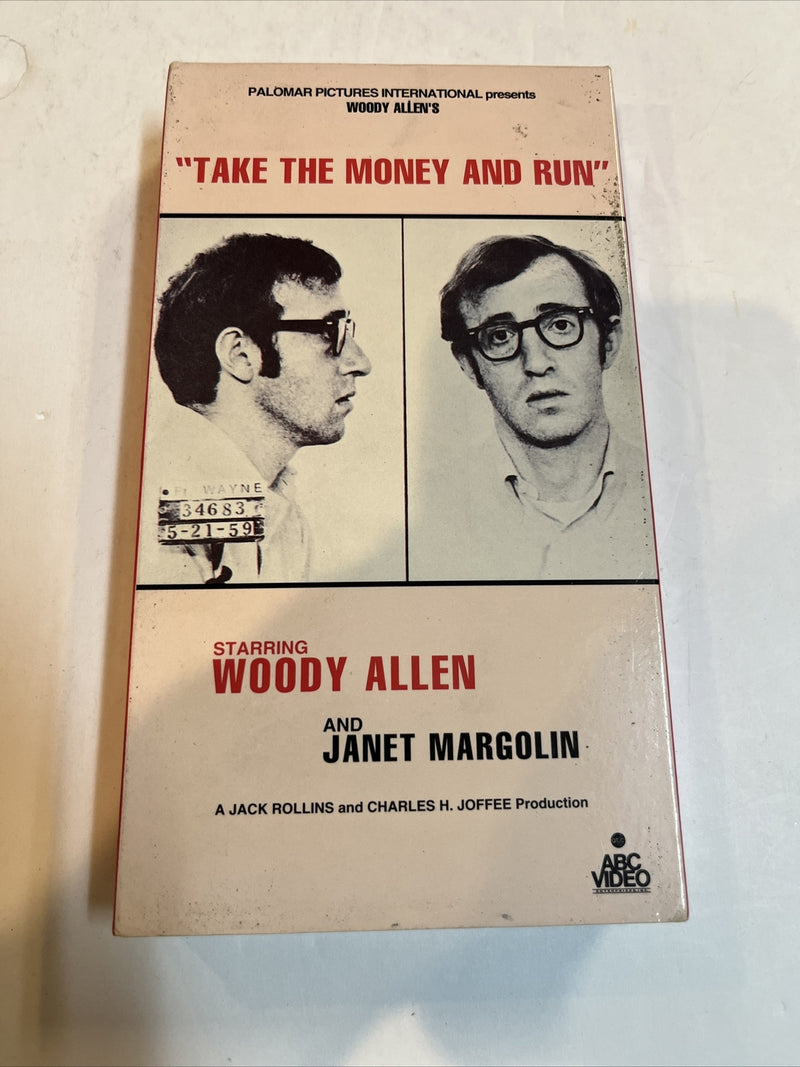 PALOMAR PICTURES INTERNATIONAL presents
WOODY ALLEN'S
"TAKE THE MONEY AND RUN"
WAYNE
34683
5-21-59
STARRING
WOODY ALLEN
AND
JANET MARGOLIN
A JACK ROLLINS and CHARLES H. JOFFEE Production
ABC
VIDEO